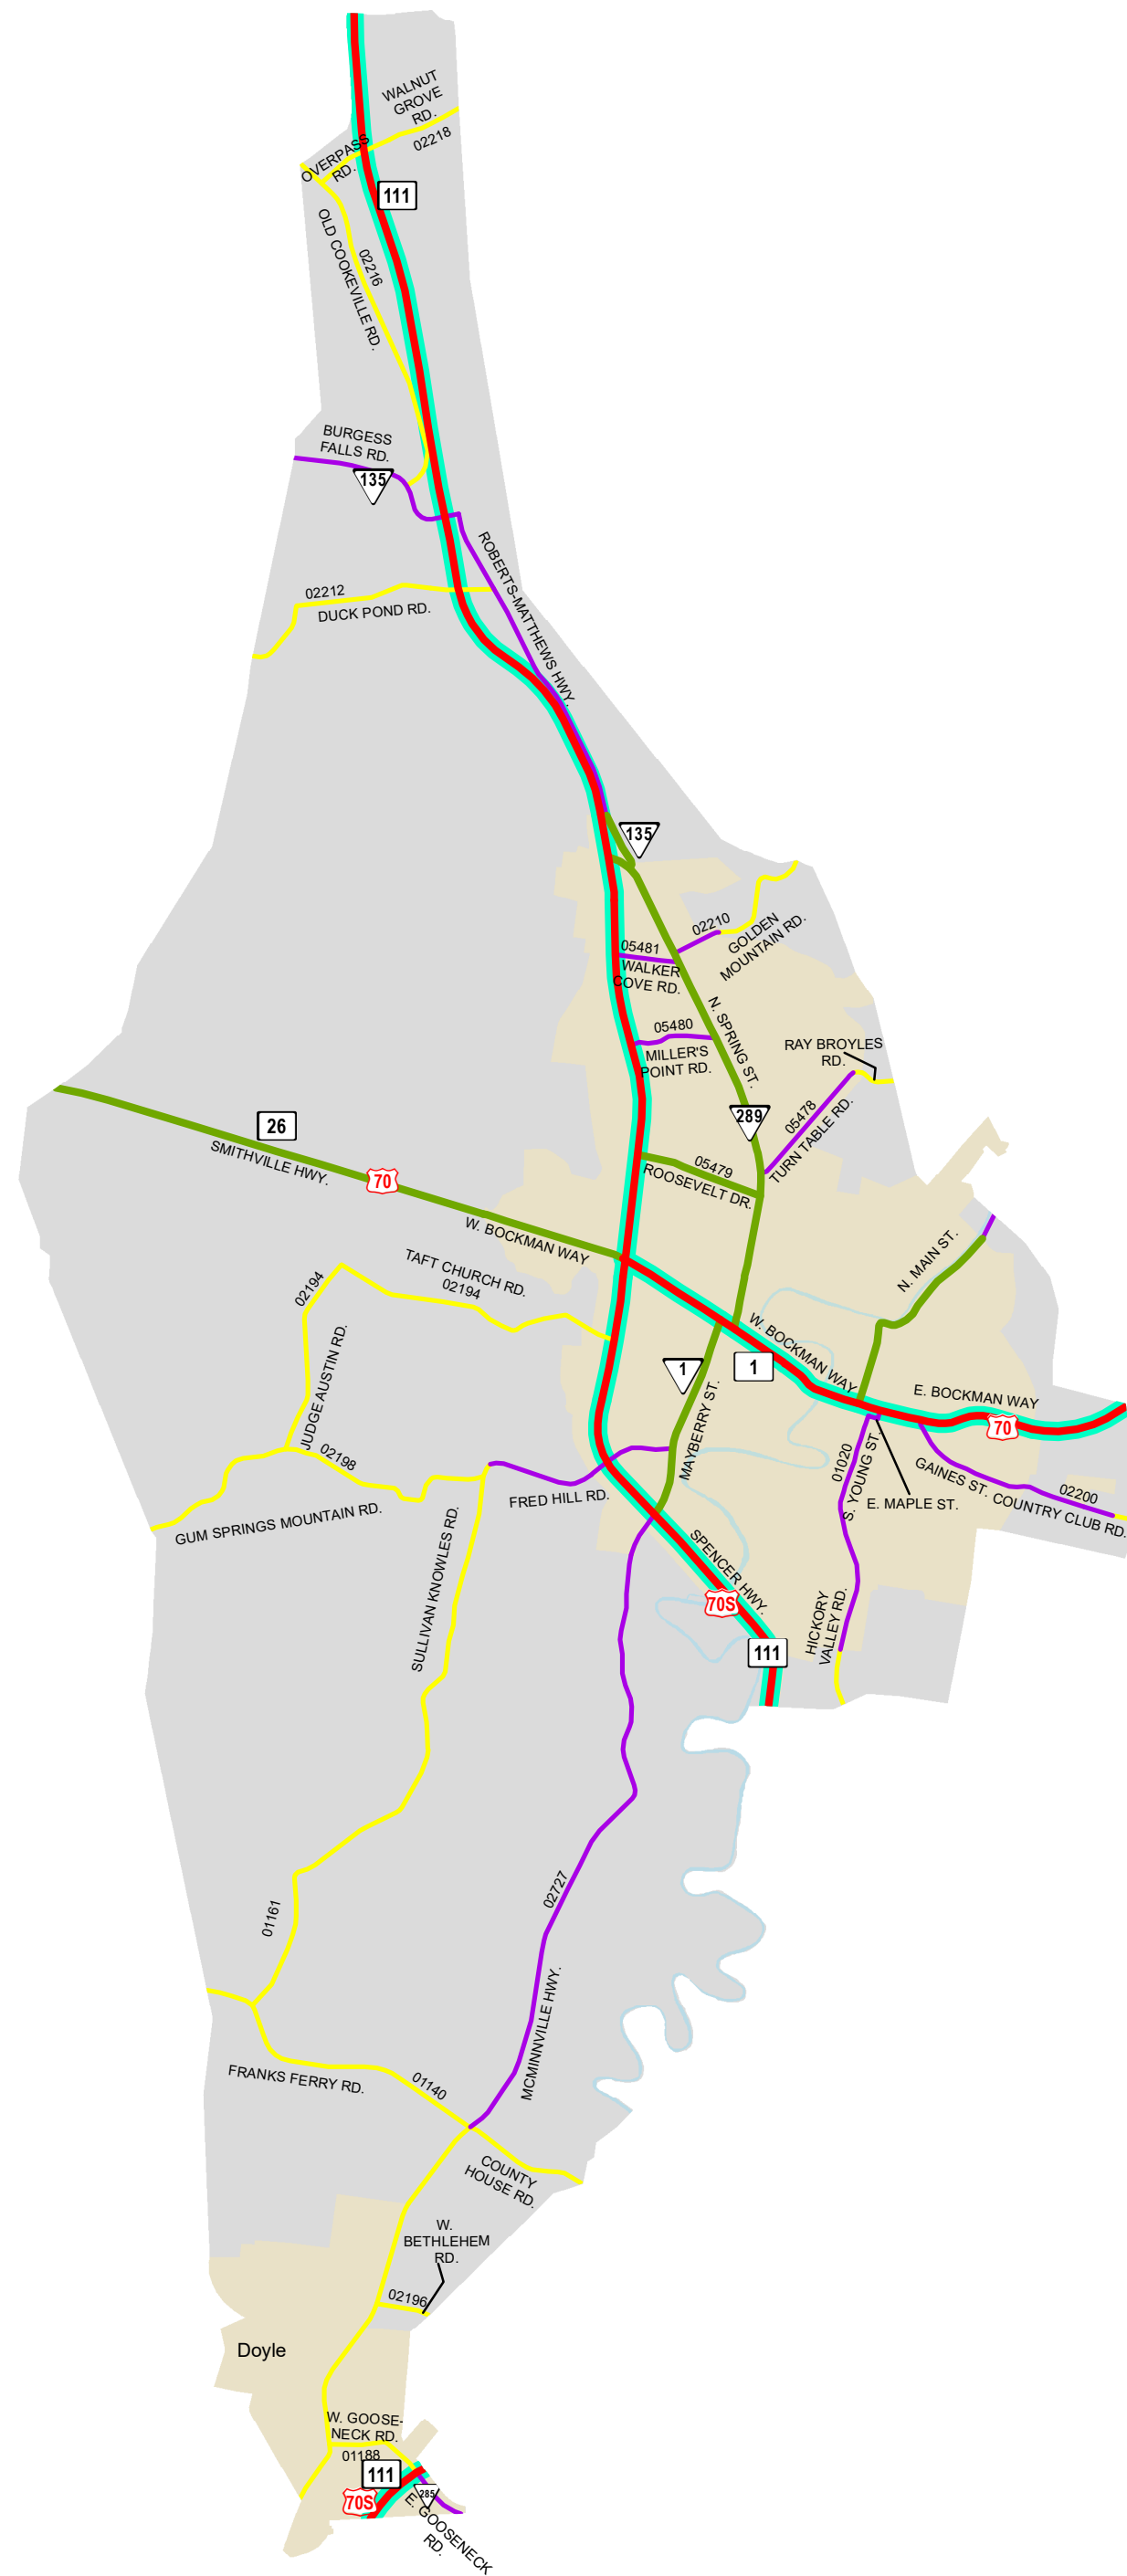 WALNUT
GROVE
RD.
02218
OVERPASS
RD.
111
OLD COOKEVILLE RD.
02216
BURGESS
FALLS RD.
135
ROBERTS-MATTHEWS HWY.
02212
DUCK POND RD.
135
02210
GOLDEN
MOUNTAIN RD.
05481
WALKER
COVE RD.
N. SPRING ST.
05480
MILLER'S
POINT RD.
RAY BROYLES
RD.
289
05478
TURN TABLE RD.
26
SMITHVILLE HWY.
70
05479
ROOSEVELT DR.
W. BOCKMAN WAY
N. MAIN ST.
TAFT CHURCH RD.
02194
02194
JUDGE AUSTIN RD.
W. BOCKMAN WAY
1
1
E. BOCKMAN WAY
70
MAYBERRY ST.
02198
GUM SPRINGS MOUNTAIN RD.
FRED HILL RD.
01020
S. YOUNG ST.
E. MAPLE ST.
GAINES ST.
COUNTRY CLUB RD.
02200
SULLIVAN KNOWLES RD.
SPENCER HWY.
70S
HICKORY
VALLEY RD.
111
02727
01161
MCMINNVILLE HWY.
FRANKS FERRY RD.
01140
COUNTY
HOUSE RD.
W.
BETHLEHEM
RD.
02196
Doyle
W. GOOSE-
NECK RD.
01188
111
70S
285
E. GOOSENECK
RD.